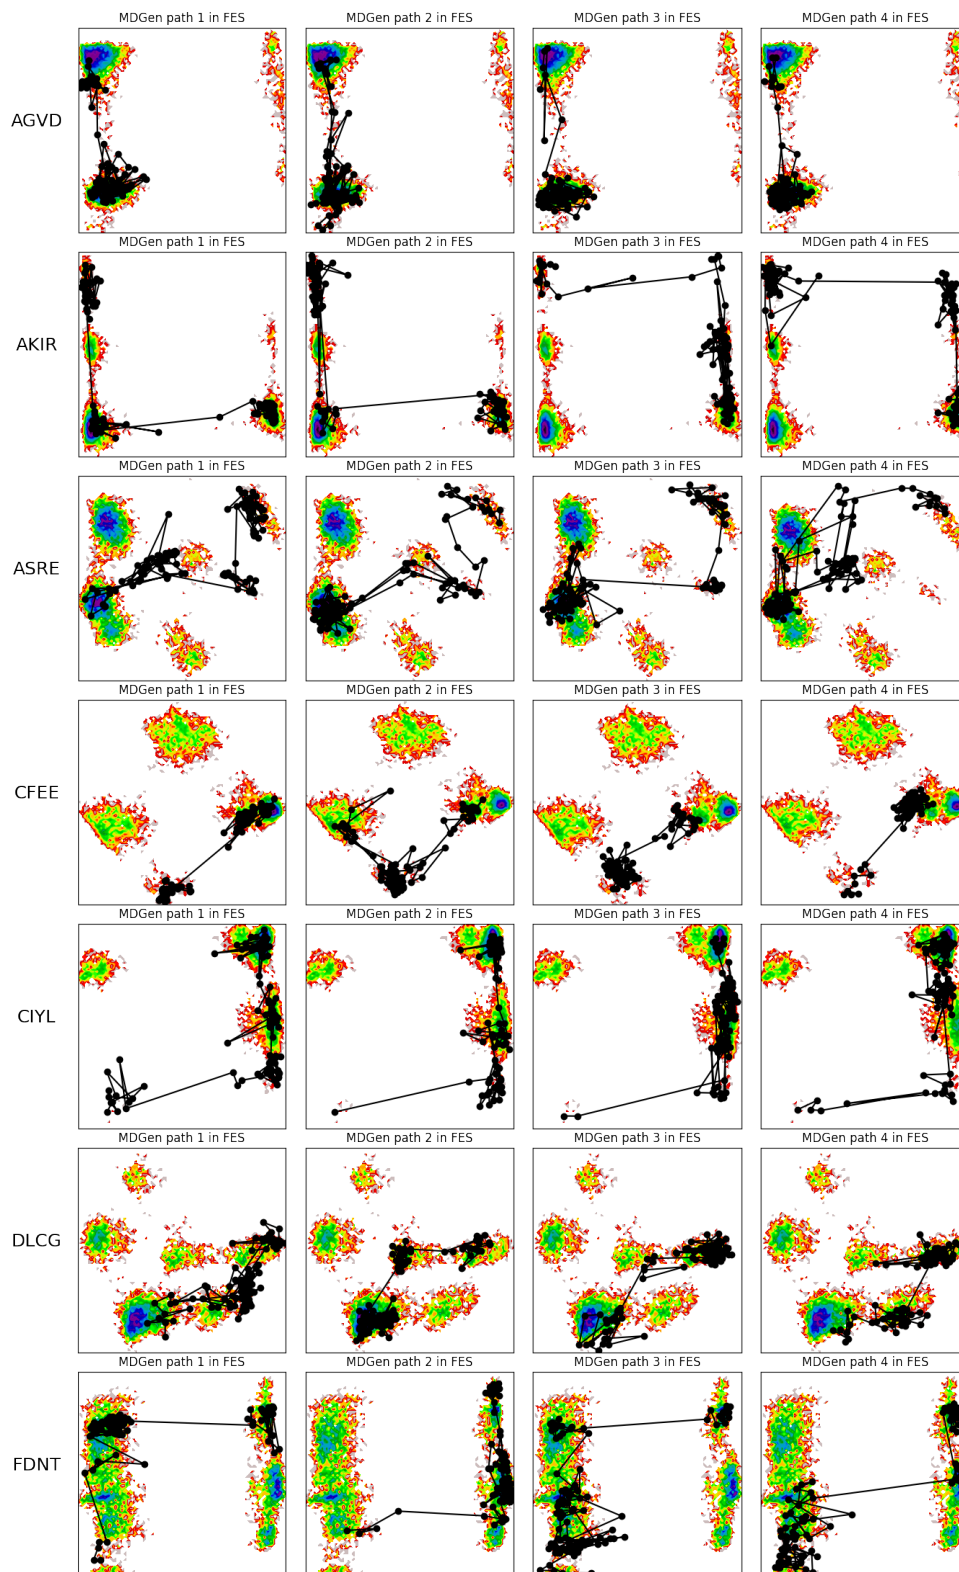 MDGen path 1 in FES MDGen path 2 in FES MDGen path 3 in FES MDGen path 4 in FES
AGVD
MDGen path 1 in FES MDGen path 2 in FES MDGen path 3 in FES MDGen path 4 in FES
AKIR
MDGen path 1 in FES MDGen path 2 in FES MDGen path 3 in FES MDGen path 4 in FES
ASRE
MDGen path 1 in FES MDGen path 2 in FES MDGen path 3 in FES MDGen path 4 in FES
CFEE
MDGen path 1 in FES MDGen path 2 in FES MDGen path 3 in FES MDGen path 4 in FES
CIYL
MDGen path 1 in FES MDGen path 2 in FES MDGen path 3 in FES MDGen path 4 in FES
DLCG
MDGen path 1 in FES MDGen path 2 in FES MDGen path 3 in FES MDGen path 4 in FES
FDNT